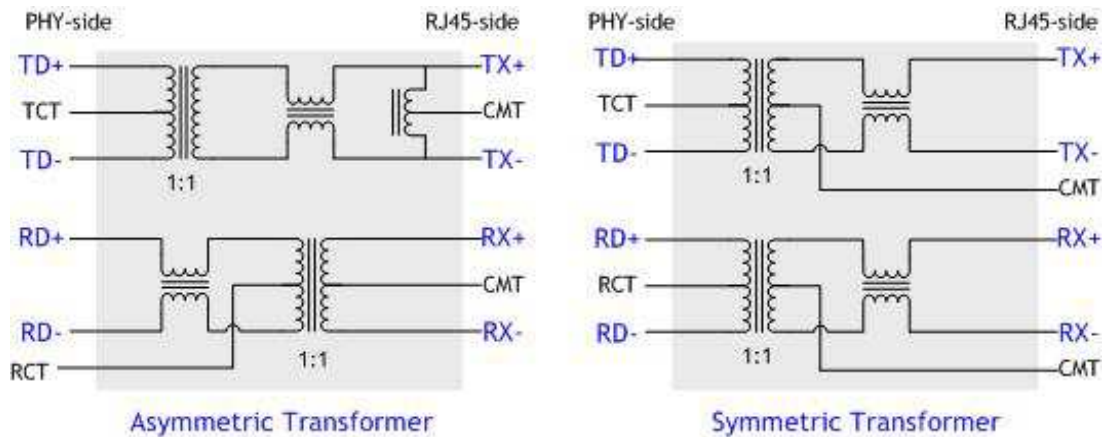 PHY-side RJ45-side
TD+ TX+
TCT CMT
TD- TX-
1:1
RD+ RX+
CMT
RD- RX-
RCT
1:1
Asymmetric Transformer
PHY-side RJ45-side
TD+ TX+
TCT
TD- TX-
1:1
CMT
RD+ RX+
RCT
RD- RX-
1:1
CMT
Symmetric Transformer